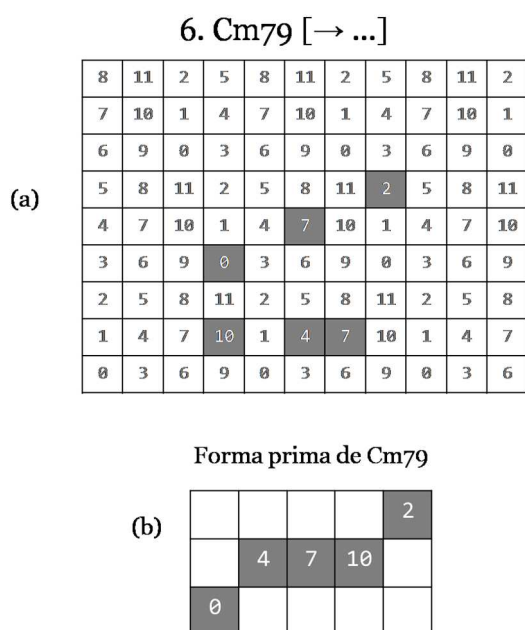 6. Cm79 [→ ...]
8 11 2 5 8 11 2 5 8 11 2
7 10 1 4 7 10 1 4 7 10 1
6 9 0 3 6 9 0 3 6 9 0
(a)
5 8 11 2 5 8 11 2 5 8 11
4 7 10 1 4 7 10 1 4 7 10
3 6 9 0 3 6 9 0 3 6 9
2 5 8 11 2 5 8 11 2 5 8
1 4 7 10 1 4 7 10 1 4 7
0 3 6 9 0 3 6 9 0 3 6
Forma prima de Cm79
(b)
2
4 7 10
0